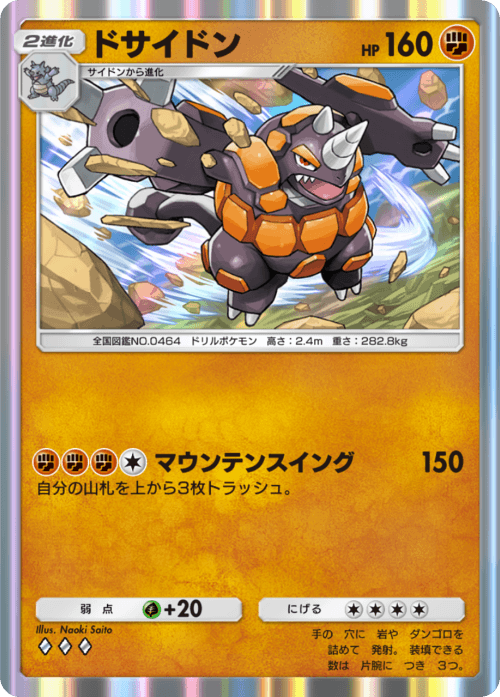 2進化
ドサイドン
HP 160
サイドンから進化
全国図鑑NO.0464 ドリルポケモン 高さ：2.4m 重さ：282.8kg
マウンテンスイング 150
自分の山札を上から3枚トラッシュ。
弱点 +20
にげる
Illus. Naoki Saito
手の 穴に 岩や ダンゴロを
詰めて 発射。装填できる
数は 片腕に つき 3つ。